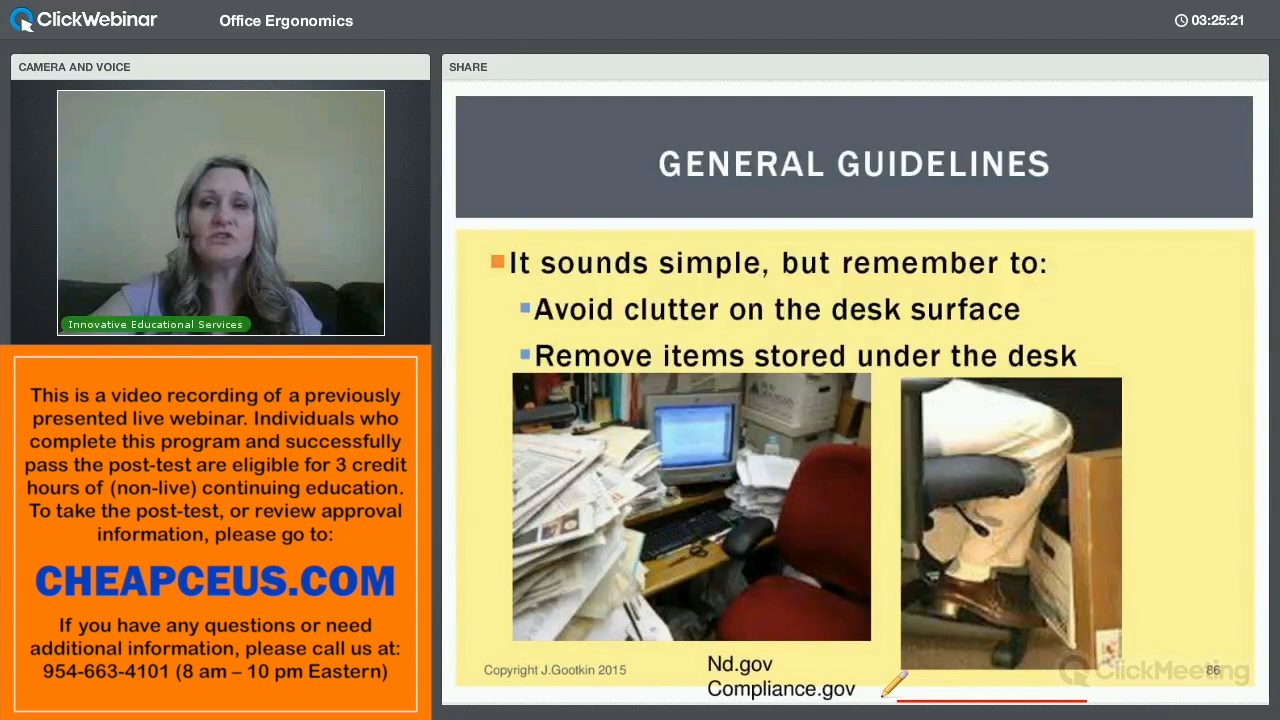 ClickWebinar
Office Ergonomics
03:25:21
CAMERA AND VOICE
Innovative Educational Services
This is a video recording of a previously
presented live webinar. Individuals who
complete this program and successfully
pass the post-test are eligible for 3 credit
hours of (non-live) continuing education.
To take the post-test, or review approval
information, please go to:
CHEAPCEUS.COM
If you have any questions or need
additional information, please call us at:
954-663-4101 (8 am – 10 pm Eastern)
SHARE
GENERAL GUIDELINES
It sounds simple, but remember to:
Avoid clutter on the desk surface
Remove items stored under the desk
Copyright J.Gootkin 2015
Nd.gov
Compliance.gov
ClickMeeting
86